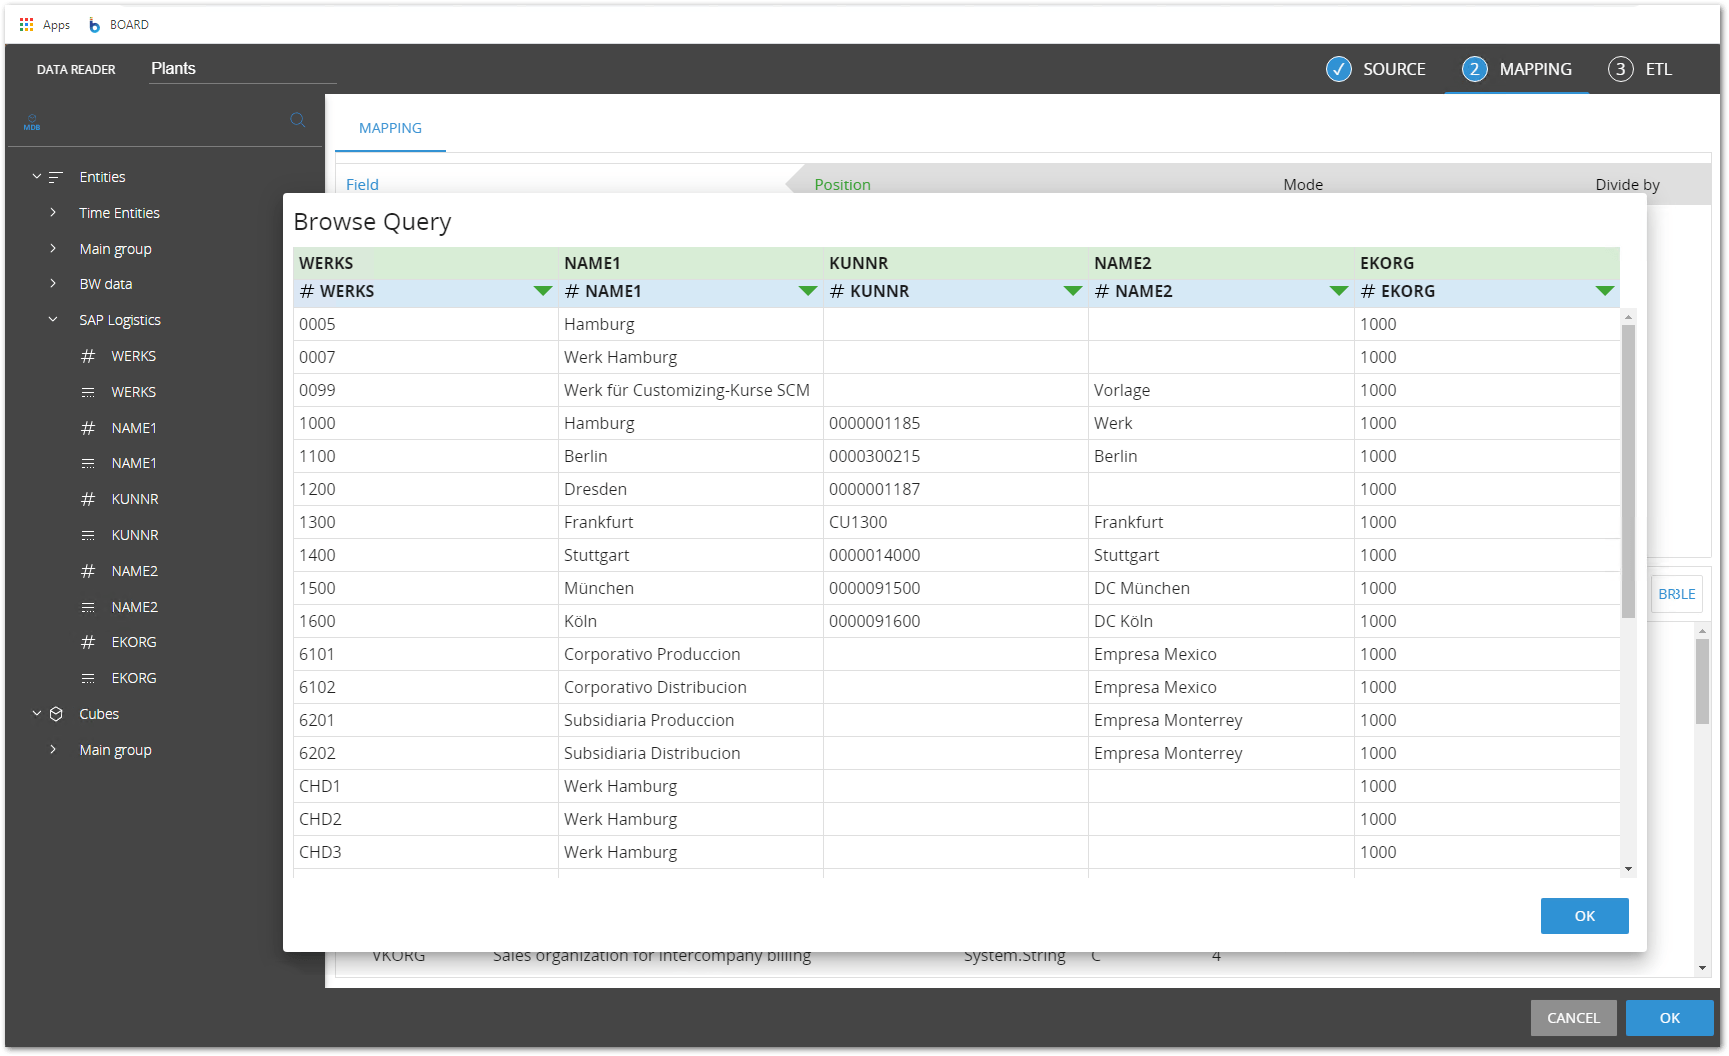 Apps BOARD
DATA READER Plants SOURCE 2 MAPPING 3 ETL
MDB
MAPPING
Entities
Time Entities
Main group
BW data
SAP Logistics
# WERKS
WERKS
# NAME1
NAME1
# KUNNR
KUNNR
# NAME2
NAME2
# EKORG
EKORG
Cubes
Main group
Field Position Mode Divide by
Browse Query
WERKS NAME1 KUNNR NAME2 EKORG
# WERKS # NAME1 # KUNNR # NAME2 # EKORG
0005 Hamburg 1000
0007 Werk Hamburg 1000
0099 Werk für Customizing-Kurse SCM Vorlage 1000
1000 Hamburg 0000001185 Werk 1000
1100 Berlin 0000300215 Berlin 1000
1200 Dresden 0000001187 1000
1300 Frankfurt CU1300 Frankfurt 1000
1400 Stuttgart 0000014000 Stuttgart 1000
1500 München 0000091500 DC München 1000
1600 Köln 0000091600 DC Köln 1000
6101 Corporativo Produccion Empresa Mexico 1000
6102 Corporativo Distribucion Empresa Mexico 1000
6201 Subsidiaria Produccion Empresa Monterrey 1000
6202 Subsidiaria Distribucion Empresa Monterrey 1000
CHD1 Werk Hamburg 1000
CHD2 Werk Hamburg 1000
CHD3 Werk Hamburg 1000
OK
VKORG Sales organization for intercompany billing System.String C 4
CANCEL OK